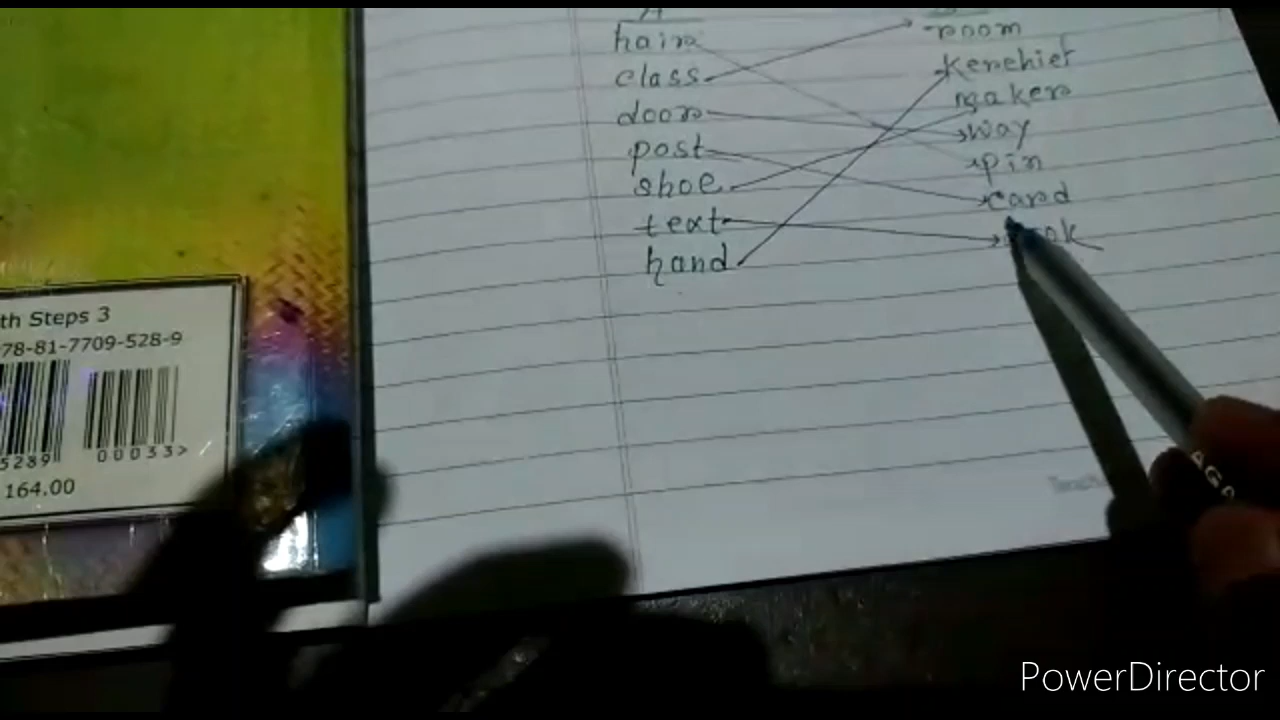 A
hair
room
class
kerchief
door
maker
post
way
shoe
pin
text
card
hand
th Steps 3
78-81-7709-528-9
5289
00033>
164.00
PowerDirector